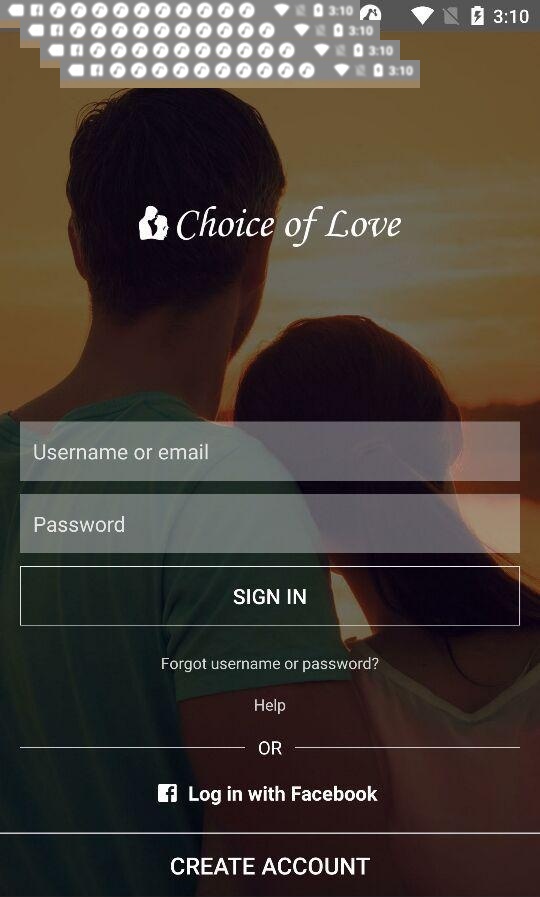 3:10
3:10
3:10
3:10
3:10
Choice of Love
Username or email
Password
SIGN IN
Forgot username or password?
Help
OR
Log in with Facebook
CREATE ACCOUNT